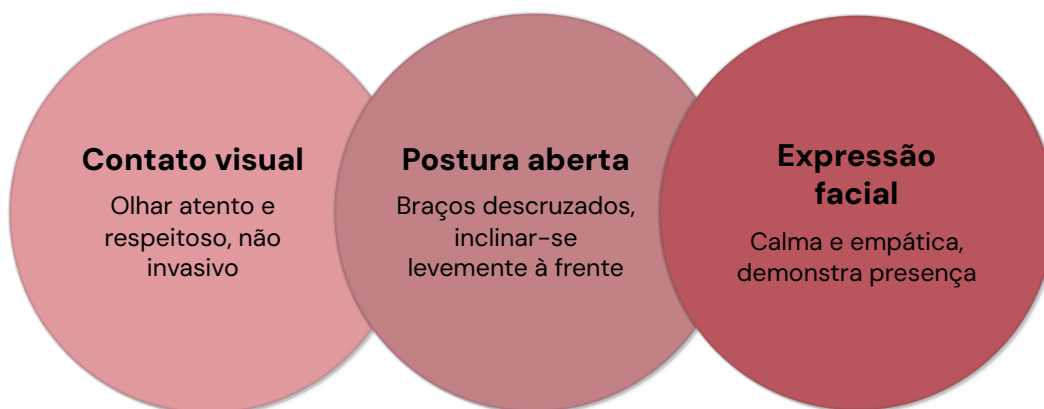 Contato visual
Olhar atento e
respeitoso, não
invasivo
Postura aberta
Braços descruzados,
inclinar-se
levemente à frente
Expressão
facial
Calma e empática,
demonstra presença